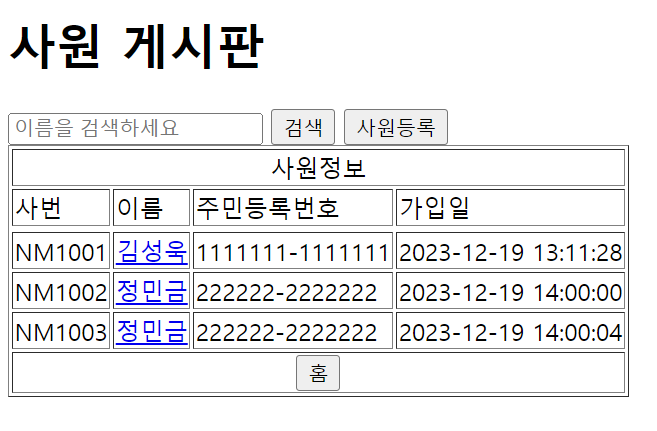 사원 게시판
이름을 검색하세요 검색 사원등록
사원정보
사번 이름 주민등록번호 가입일
NM1001 김성욱 1111111-1111111 2023-12-19 13:11:28
NM1002 정민금 222222-2222222 2023-12-19 14:00:00
NM1003 정민금 222222-2222222 2023-12-19 14:00:04
홈